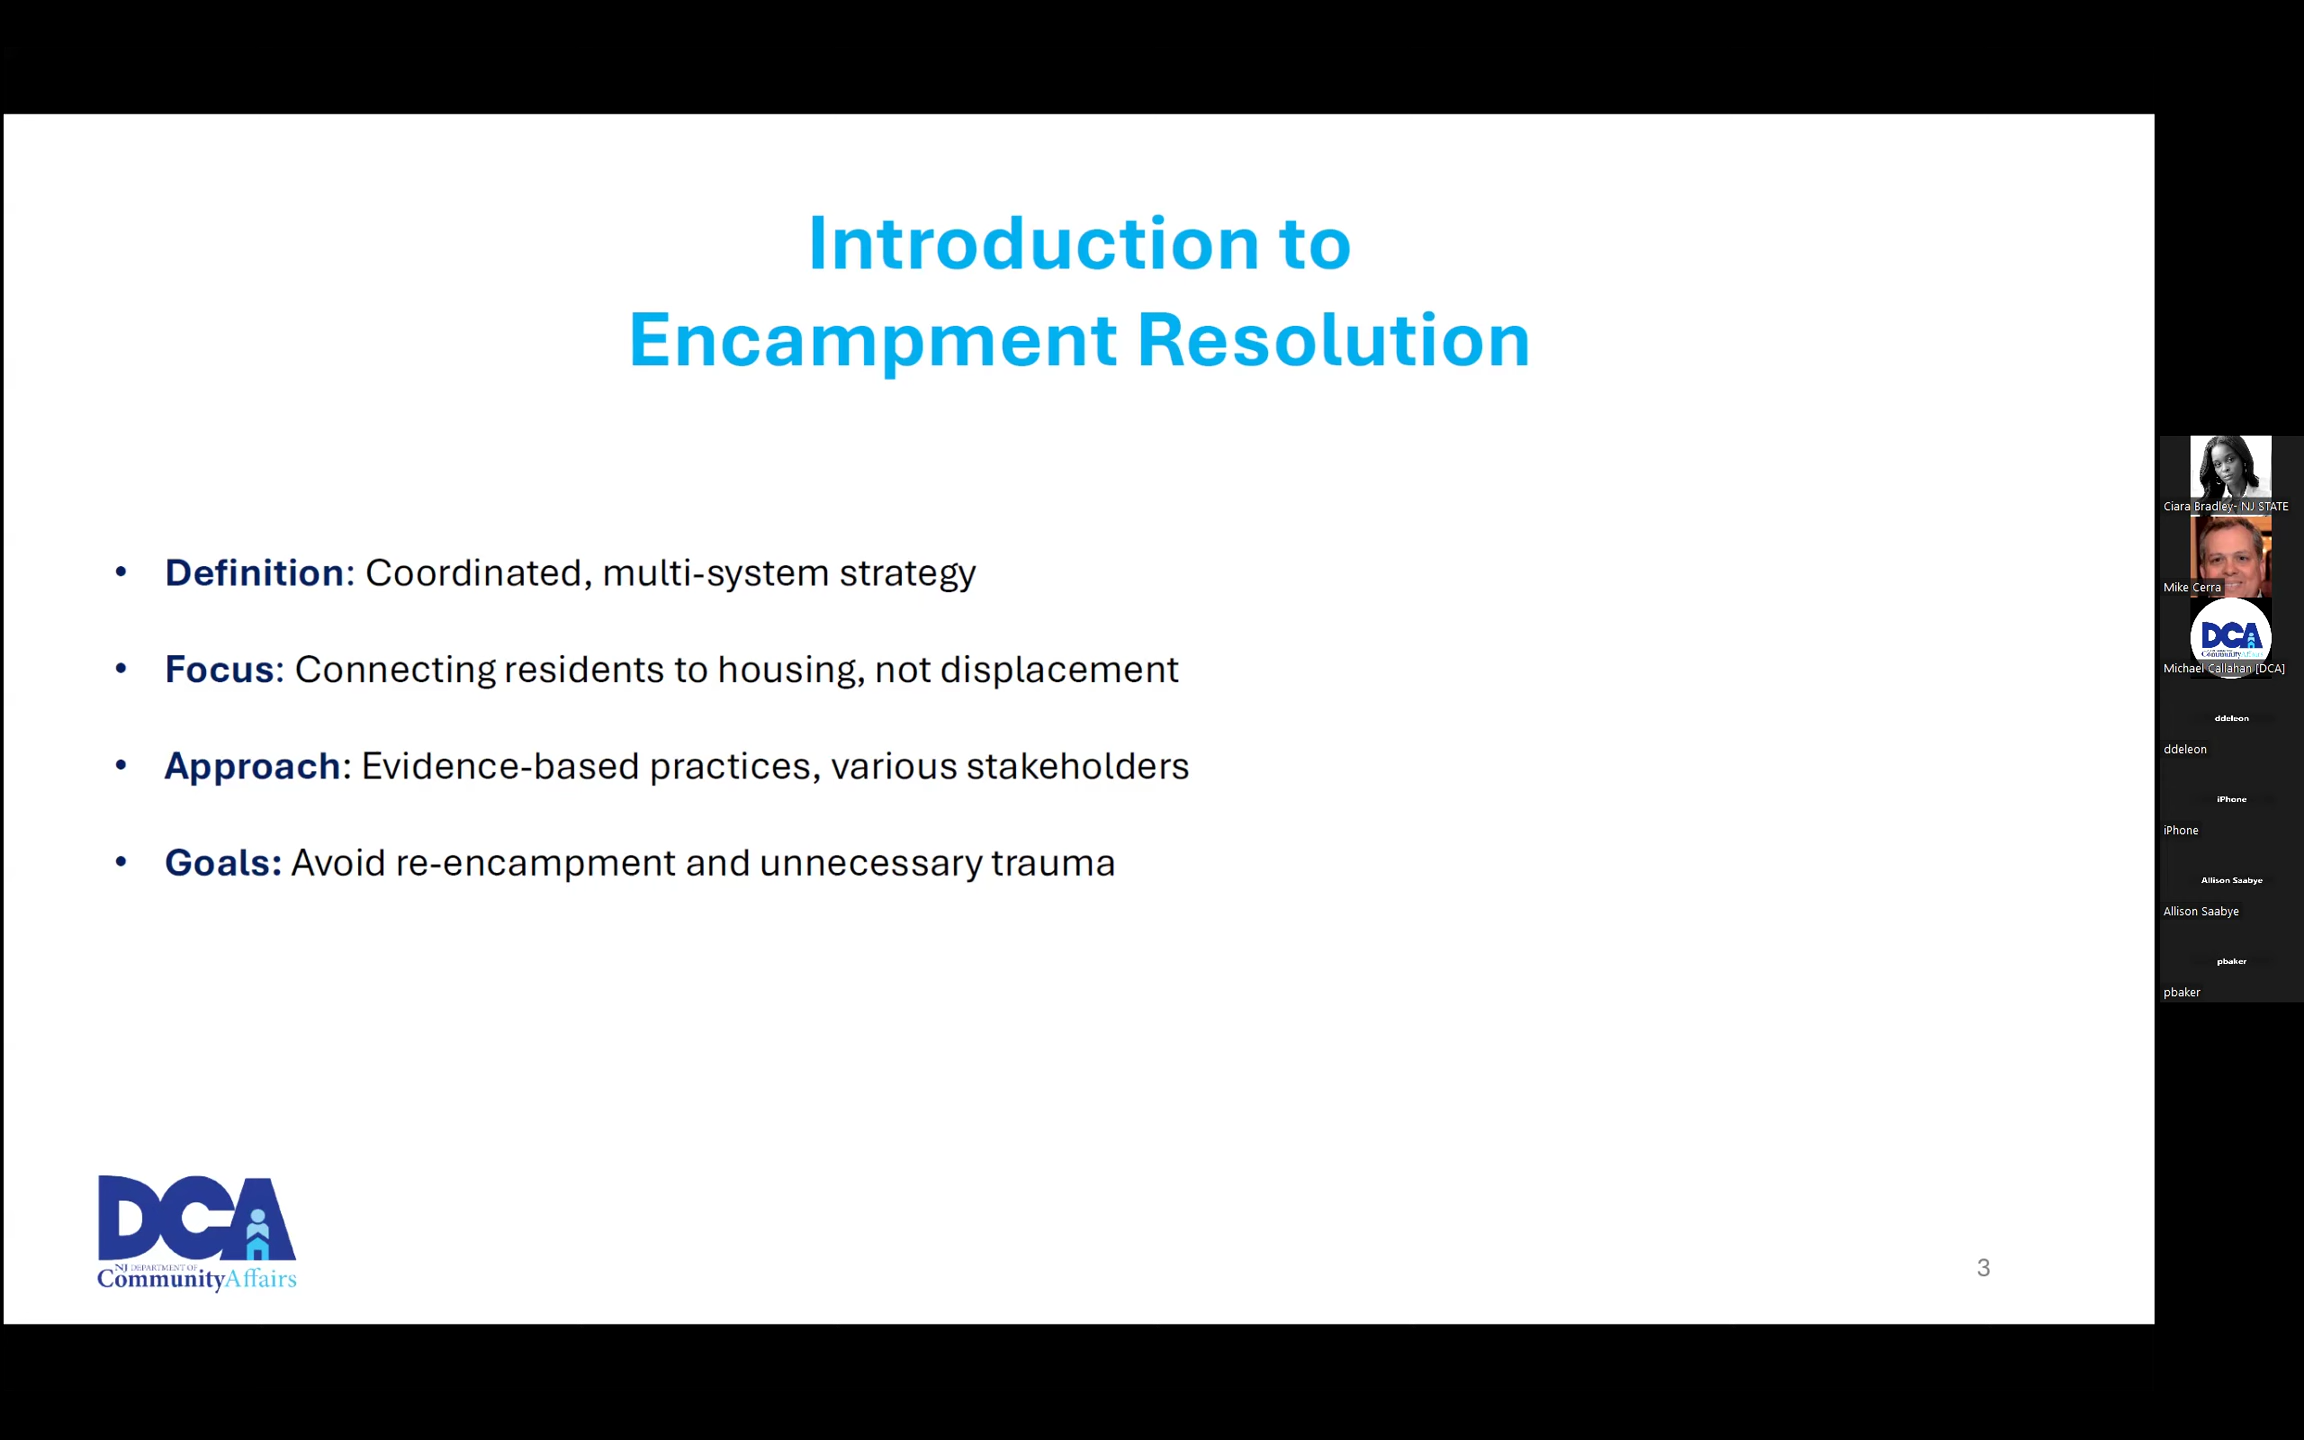 Introduction to
Encampment Resolution
• Definition: Coordinated, multi-system strategy
• Focus: Connecting residents to housing, not displacement
• Approach: Evidence-based practices, various stakeholders
• Goals: Avoid re-encampment and unnecessary trauma
DCA
NJ DEPARTMENT OF
CommunityAffairs
3
Ciara Bradley- NJ STATE
Mike Cerra
DCA
CommunityAffairs
Michael Callahan [DCA]
ddeleon
ddeleon
iPhone
iPhone
Allison Saabye
Allison Saabye
pbaker
pbaker